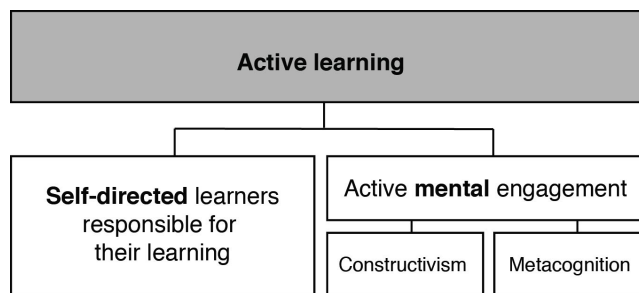 Active learning
Self-directed learners
responsible for
their learning
Active mental engagement
Constructivism
Metacognition